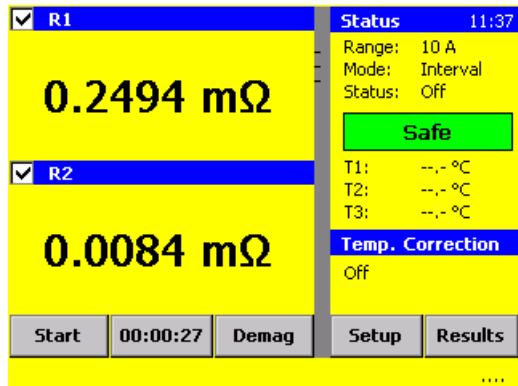 R1
0.2494 mΩ
R2
0.0084 mΩ
Status 11:37
Range: 10 A
Mode: Interval
Status: Off
Safe
T1: --.- °C
T2: --.- °C
T3: --.- °C
Temp. Correction
Off
Start 00:00:27 Demag Setup Results
....